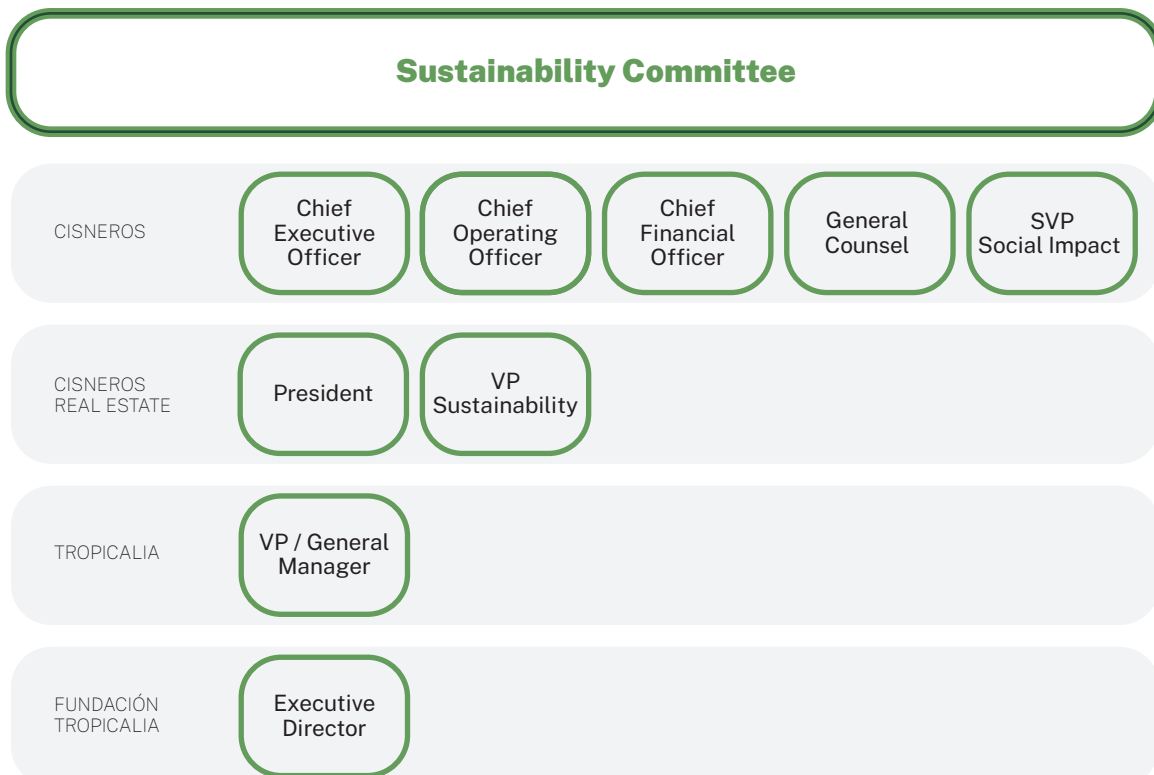 Sustainability Committee
CISNEROS
Chief
Executive
Officer
Chief
Operating
Officer
Chief
Financial
Officer
General
Counsel
SVP
Social Impact
CISNEROS
REAL ESTATE
President
VP
Sustainability
TROPICALIA
VP / General
Manager
FUNDACIÓN
TROPICALIA
Executive
Director